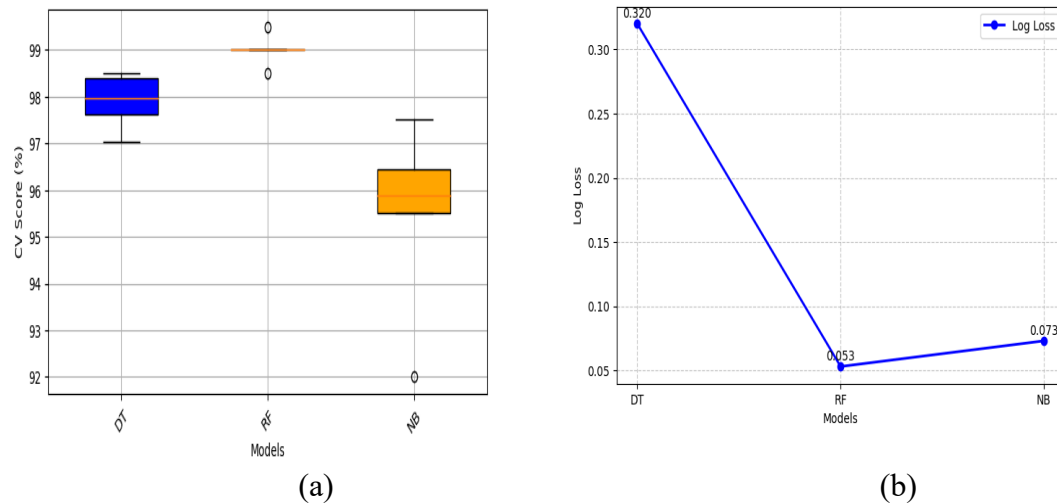 CV Score (%)
99
98
97
96
95
94
93
92
DT
RF
NB
Models
(a)
Log Loss
0.30
0.25
0.20
0.15
0.10
0.05
0.320
0.053
0.073
Log Loss
DT
RF
NB
Models
(b)